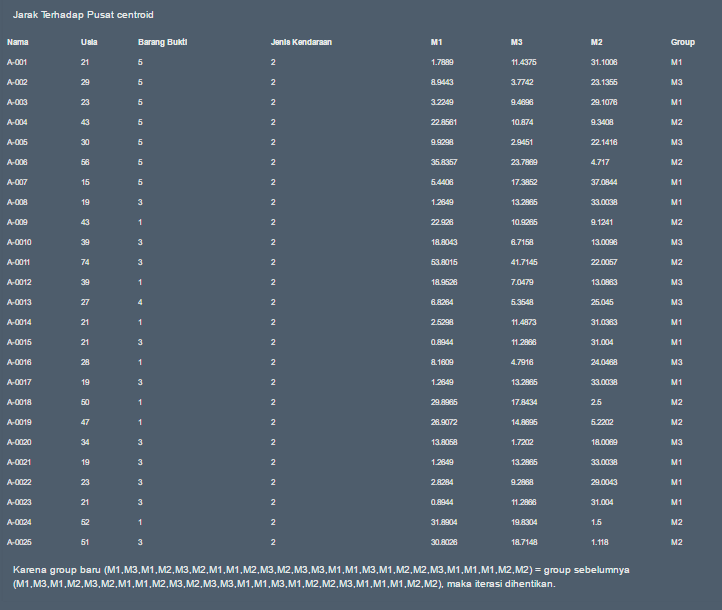 Jarak Terhadap Pusat centroid
Nama Usia Barang Bukti Jenis Kendaraan M1 M3 M2 Group
A-001 21 5 2 1.7889 11.4375 31.1006 M1
A-002 29 5 2 8.9443 3.7742 23.1355 M3
A-003 23 5 2 3.2249 9.4696 29.1076 M1
A-004 43 5 2 22.8561 10.874 9.3408 M2
A-005 30 5 2 9.9298 2.9451 22.1416 M3
A-006 56 5 2 35.8357 23.7869 4.717 M2
A-007 15 5 2 5.4406 17.3852 37.0844 M1
A-008 19 3 2 1.2649 13.2865 33.0038 M1
A-009 43 1 2 22.926 10.9265 9.1241 M2
A-0010 39 3 2 18.8043 6.7158 13.0096 M3
A-0011 74 3 2 53.8015 41.7145 22.0057 M2
A-0012 39 1 2 18.9526 7.0479 13.0863 M3
A-0013 27 4 2 6.8264 5.3548 25.045 M3
A-0014 21 1 2 2.5298 11.4873 31.0363 M1
A-0015 21 3 2 0.8944 11.2866 31.004 M1
A-0016 28 1 2 8.1609 4.7916 24.0468 M3
A-0017 19 3 2 1.2649 13.2865 33.0038 M1
A-0018 50 1 2 29.8965 17.8434 2.5 M2
A-0019 47 1 2 26.9072 14.8695 5.2202 M2
A-0020 34 3 2 13.8058 1.7202 18.0069 M3
A-0021 19 3 2 1.2649 13.2865 33.0038 M1
A-0022 23 3 2 2.8284 9.2868 29.0043 M1
A-0023 21 3 2 0.8944 11.2866 31.004 M1
A-0024 52 1 2 31.8904 19.8304 1.5 M2
A-0025 51 3 2 30.8026 18.7148 1.118 M2
Karena group baru (M1,M3,M1,M2,M3,M2,M1,M1,M2,M3,M2,M3,M3,M1,M1,M3,M1,M2,M2,M3,M1,M1,M1,M2,M2) = group sebelumnya
(M1,M3,M1,M2,M3,M2,M1,M1,M2,M3,M2,M3,M3,M1,M1,M3,M1,M2,M2,M3,M1,M1,M1,M2,M2), maka iterasi dihentikan.